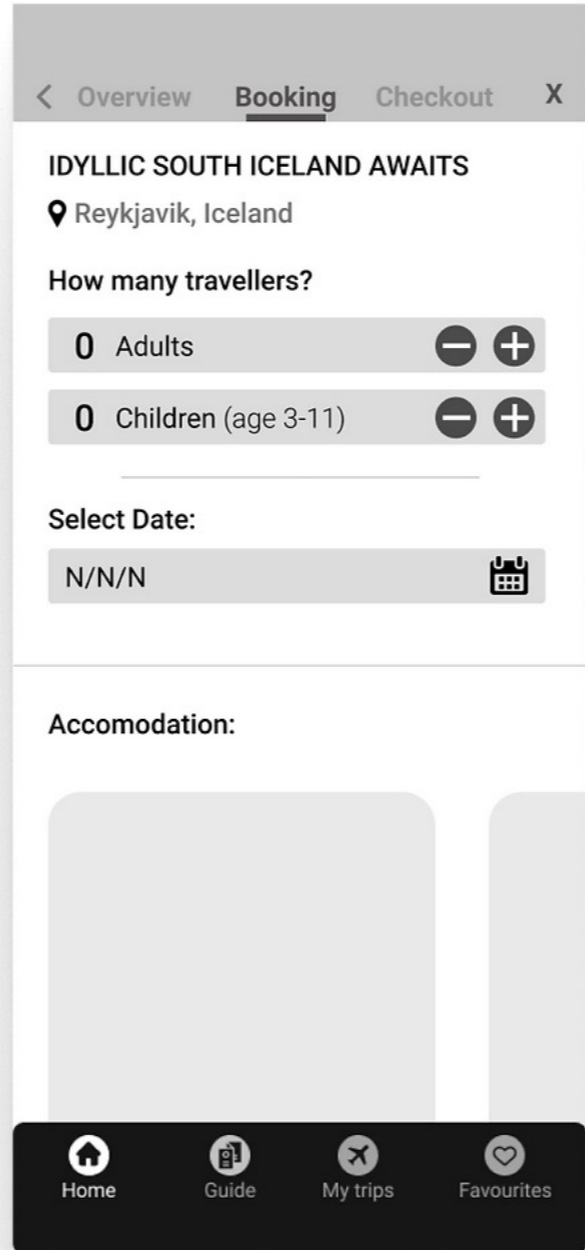 Overview Booking Checkout X
IDYLLIC SOUTH ICELAND AWAITS
Reykjavik, Iceland
How many travellers?
0 Adults
0 Children (age 3-11)
Select Date:
N/N/N
Accomodation:
Home Guide My trips Favourites